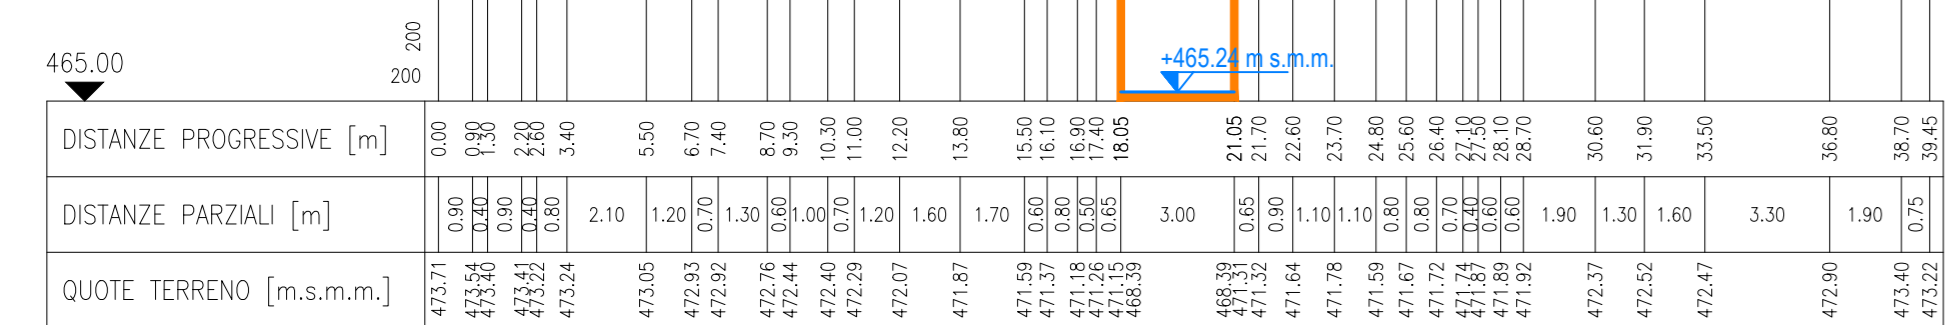 465.00
200
200
+465.24 m s.m.m.
DISTANZE PROGRESSIVE [m] 0.00 0.90 1.30 2.20 2.60 3.40 5.50 6.70 7.40 8.70 9.30 10.30 11.00 12.20 13.80 15.50 16.10 16.90 17.40 18.05 21.05 21.70 22.60 23.70 24.80 25.60 26.40 27.10 27.50 28.10 28.70 30.60 31.90 33.50 36.80 38.70 39.45
DISTANZE PARZIALI [m] 0.90 0.40 0.90 0.40 0.80 2.10 1.20 0.70 1.30 0.60 1.00 0.70 1.20 1.60 1.70 0.60 0.80 0.50 0.65 3.00 0.65 0.90 1.10 1.10 0.80 0.80 0.70 0.40 0.60 0.60 1.90 1.30 1.60 3.30 1.90 0.75
QUOTE TERRENO [m.s.m.m.] 473.71 473.54 473.40 473.41 473.22 473.24 473.05 472.93 472.92 472.76 472.44 472.40 472.29 472.07 471.87 471.59 471.37 471.18 471.26 471.15 468.39 468.39 471.31 471.32 471.64 471.78 471.59 471.67 471.72 471.74 471.87 471.89 471.92 472.37 472.52 472.47 472.90 473.40 473.22